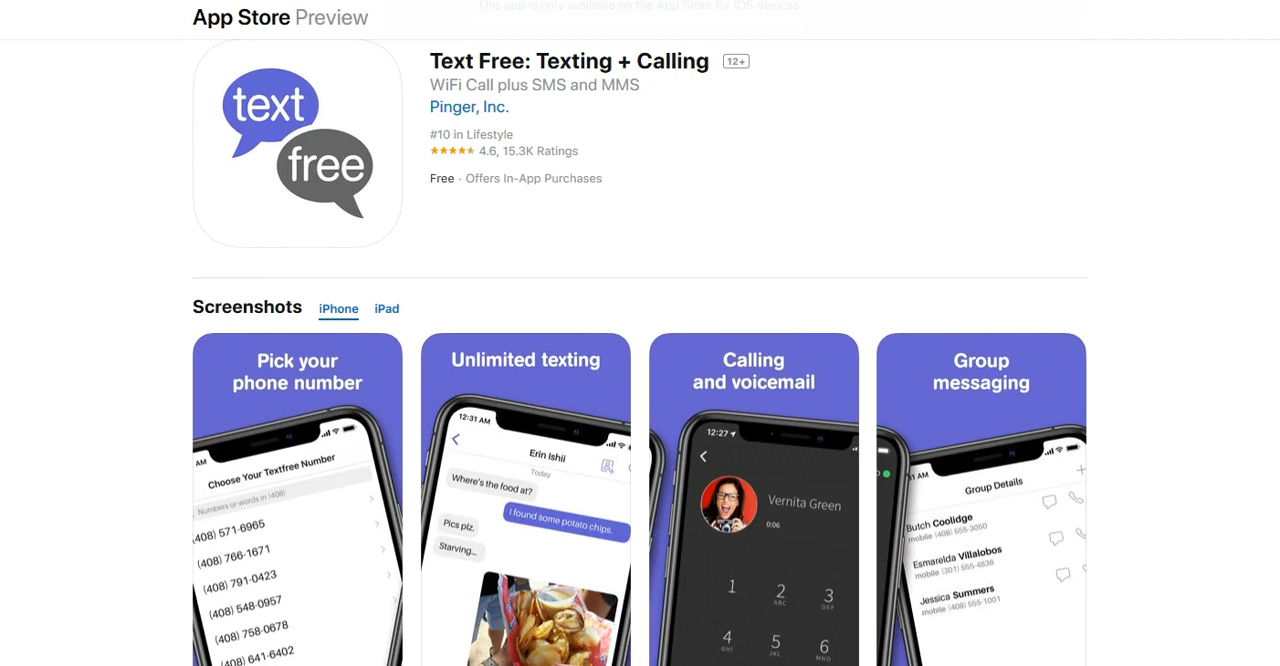 This app is only available on the App Store for iOS devices.
App Store Preview
text
free
Text Free: Texting + Calling 12+
WiFi Call plus SMS and MMS
Pinger, Inc.
#10 in Lifestyle
4.6, 15.3K Ratings
Free · Offers In-App Purchases
Screenshots iPhone iPad
Pick your
phone number
AM
Choose Your Textfree Number
Numbers or words in (408)
(408) 571-6965
(408) 766-1671
(408) 791-0423
(408) 548-0957
(408) 758-0678
(408) 641-6402
Unlimited texting
12:31 AM
Erin Ishii
Today
Where's the food at?
I found some potato chips.
Pics plz.
Starving...
Calling
and voicemail
12:27
Vernita Green
0:06
1
2
ABC
3
DEF
4
GHI
5
JKL
6
MNO
Group
messaging
31 AM
Group Details
Butch Coolidge
mobile (408) 555-3050
Esmarelda Villalobos
mobile (301) 555-4836
Jessica Summers
mobile (408) 555-1001